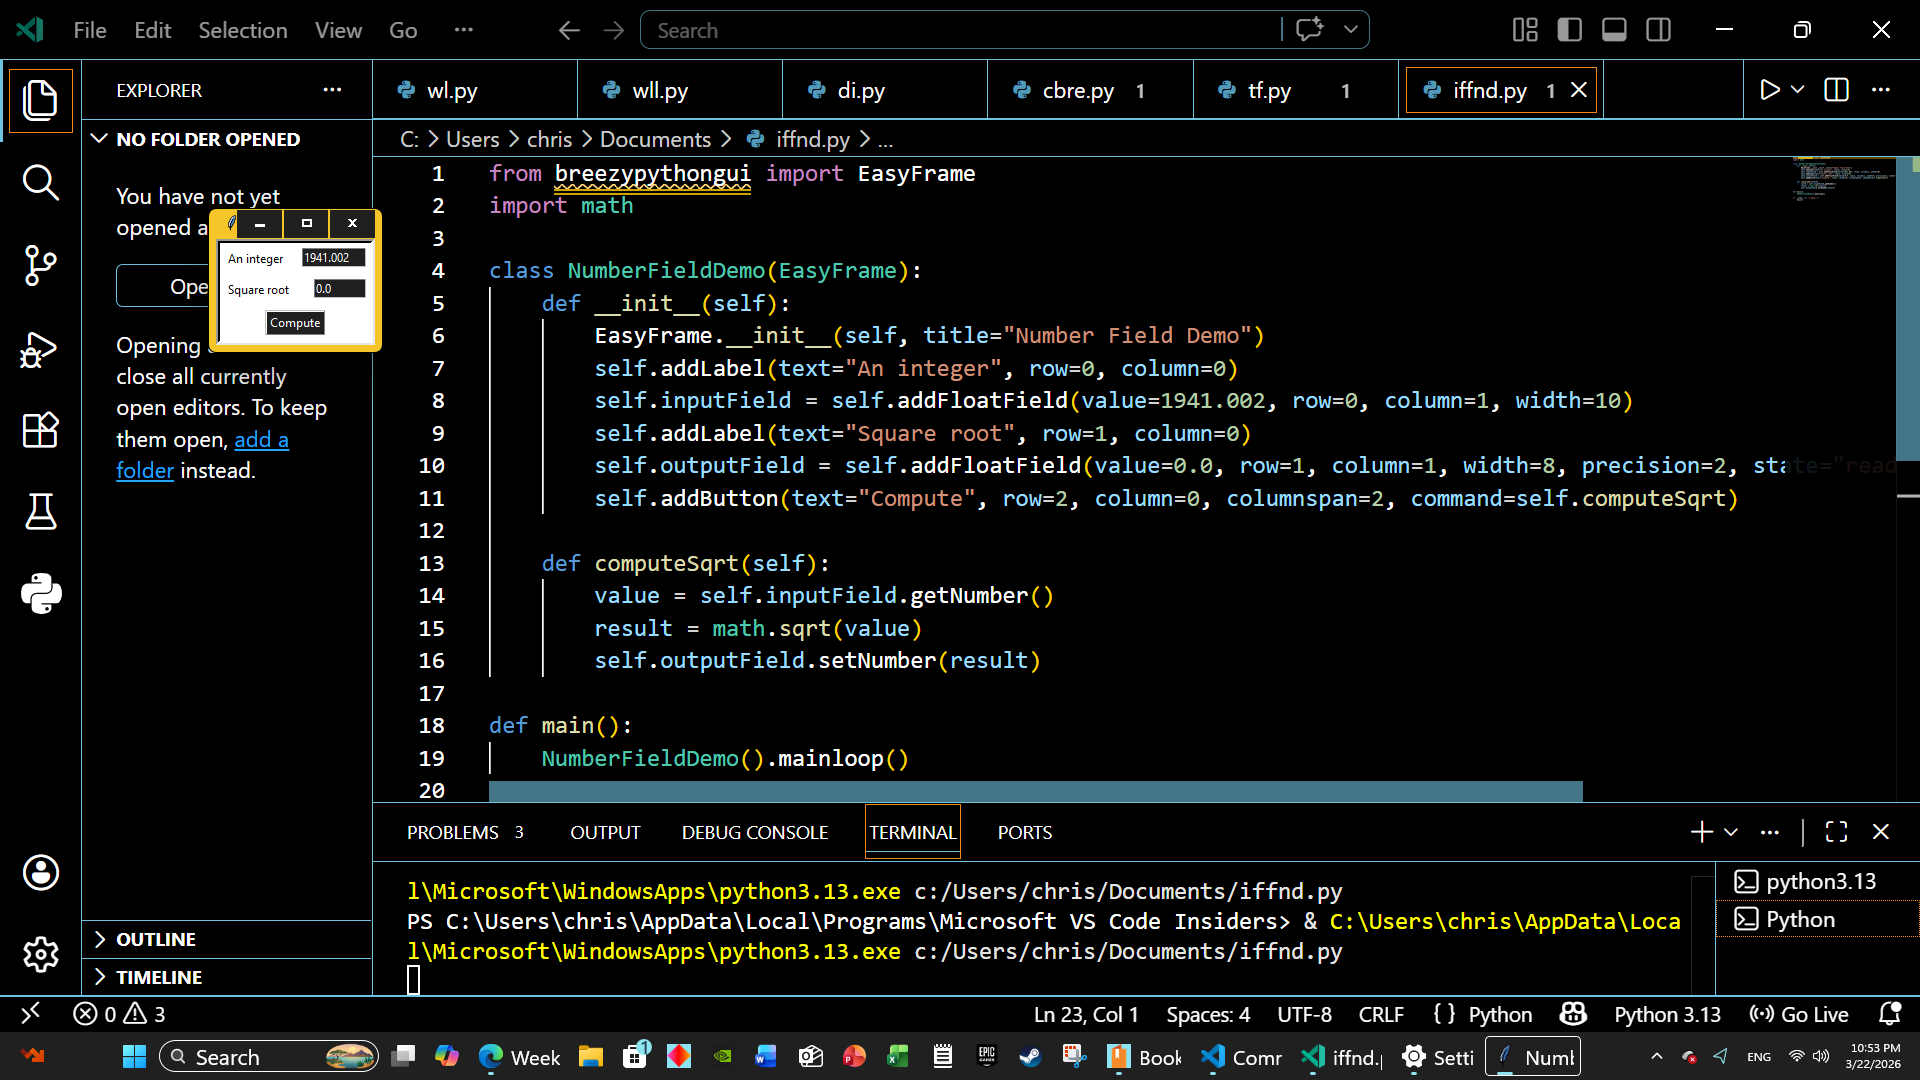 File Edit Selection View Go ···
Search
EXPLORER ···
NO FOLDER OPENED
You have not yet
opened a
Ope
Opening
close all currently
open editors. To keep
them open, add a
folder instead.
OUTLINE
TIMELINE
An integer 1941.002
Square root 0.0
Compute
wl.py wll.py di.py cbre.py 1 tf.py 1 iffnd.py 1
C: > Users > chris > Documents > iffnd.py > ...
1 from breezypythongui import EasyFrame
2 import math
3
4 class NumberFieldDemo(EasyFrame):
5     def __init__(self):
6         EasyFrame.__init__(self, title="Number Field Demo")
7         self.addLabel(text="An integer", row=0, column=0)
8         self.inputField = self.addFloatField(value=1941.002, row=0, column=1, width=10)
9         self.addLabel(text="Square root", row=1, column=0)
10         self.outputField = self.addFloatField(value=0.0, row=1, column=1, width=8, precision=2, state="read
11         self.addButton(text="Compute", row=2, column=0, columnspan=2, command=self.computeSqrt)
12
13     def computeSqrt(self):
14         value = self.inputField.getNumber()
15         result = math.sqrt(value)
16         self.outputField.setNumber(result)
17
18 def main():
19     NumberFieldDemo().mainloop()
20
PROBLEMS 3 OUTPUT DEBUG CONSOLE TERMINAL PORTS
l\Microsoft\WindowsApps\python3.13.exe c:/Users/chris/Documents/iffnd.py
PS C:\Users\chris\AppData\Local\Programs\Microsoft VS Code Insiders> & C:\Users\chris\AppData\Loca
l\Microsoft\WindowsApps\python3.13.exe c:/Users/chris/Documents/iffnd.py
python3.13
Python
0 3 Ln 23, Col 1 Spaces: 4 UTF-8 CRLF { } Python Python 3.13 Go Live
Search Week 1 Book Comr iffnd.p Setti Numb ENG
10:53 PM
3/22/2026